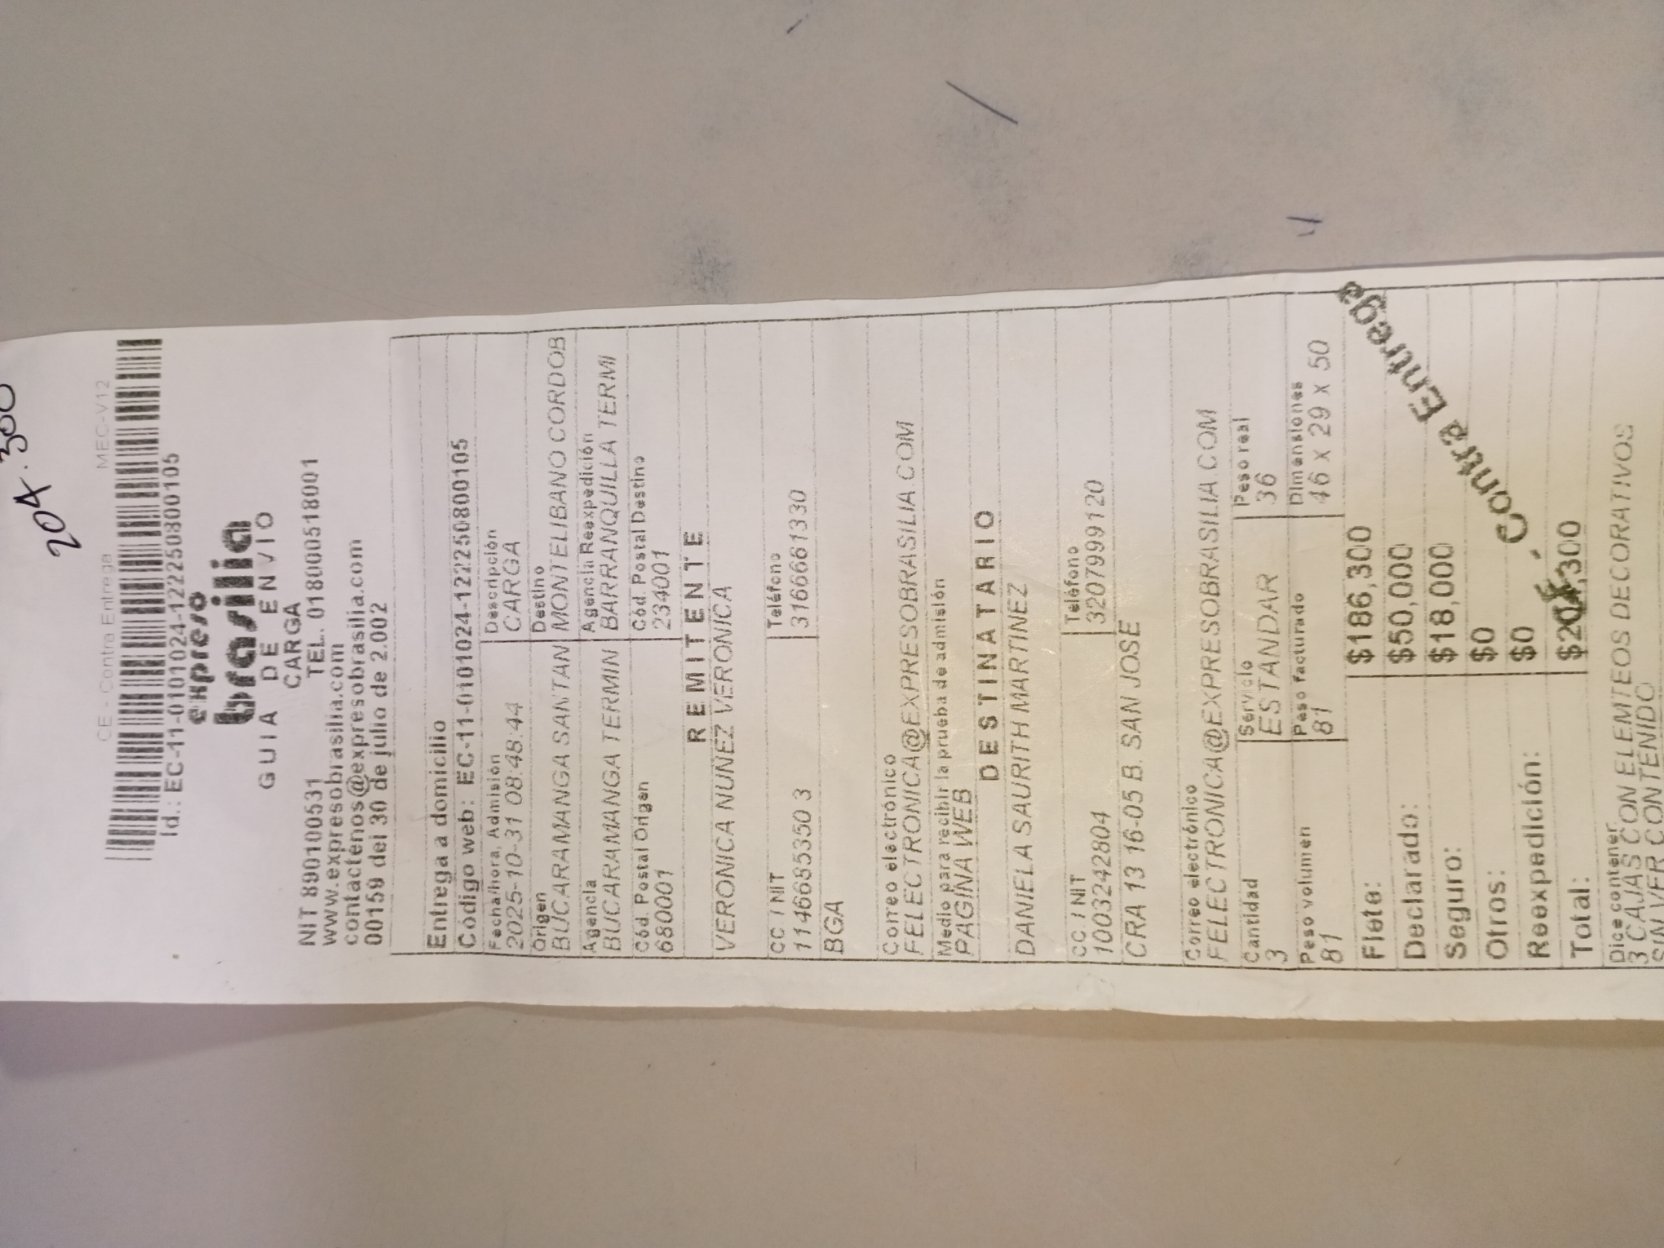 204.300
CE - Contra Entrega MEC-V12
Id.: EC-11-0101024-1222508000105
expreso
brasilia
GUIA DE ENVIO
CARGA
NIT 890100531 TEL. 018000518001
www.expresobrasilia.com
contactenos@expresobrasilia.com
00159 del 30 de julio de 2.002
Entrega a domicilio
Código web: EC-11-0101024-1222508000105
Fecha/hora, Admisión Descripción
2025-10-31 08.48.44 CARGA
Origen Destino
BUCARAMANGA SANTAN MONTELIBANO CORDOB
Agencia Agencia Reexpedición
BUCARAMANGA TERMIN BARRANQUILLA TERMI
Cód. Postal Origen Cód. Postal Destino
680001 234001
REMITENTE
VERONICA NUÑEZ VERONICA
CC / NIT Teléfono
1146685350 3 3166661330
BGA
Correo electrónico
FELECTRONICA@EXPRESOBRASILIA.COM
Medio para recibir la prueba de admisión
PAGINA WEB
DESTINATARIO
DANIELA SAURITH MARTINEZ
CC / NIT Teléfono
1003242804 3207999120
CRA 13 16-05 B. SAN JOSE
Correo electrónico
FELECTRONICA@EXPRESOBRASILIA COM
Cantidad Servicio Peso real
3 ESTANDAR 36
Peso volumen Peso facturado Dimensiones
81 81 46 x 29 x 50
Flete: $186,300
Declarado: $50,000
Seguro: $18,000
Otros: $0
Reexpedición: $0
Total: $204,300
Contra Entrega
Dice contener
3 CAJAS CON ELEMTEOS DECORATIVOS
SIN VER CONTENIDO